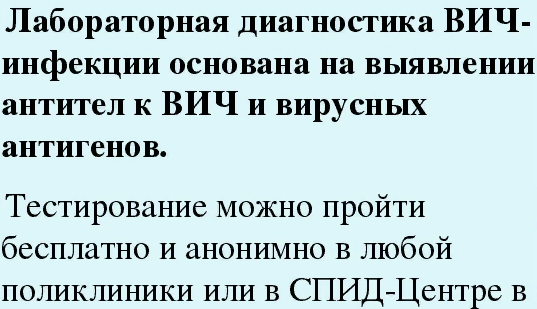 Лабораторная диагностика ВИЧ-
инфекции основана на выявлении
антител к ВИЧ и вирусных
антигенов.
Тестирование можно пройти
бесплатно и анонимно в любой
поликлиники или в СПИД-Центре в